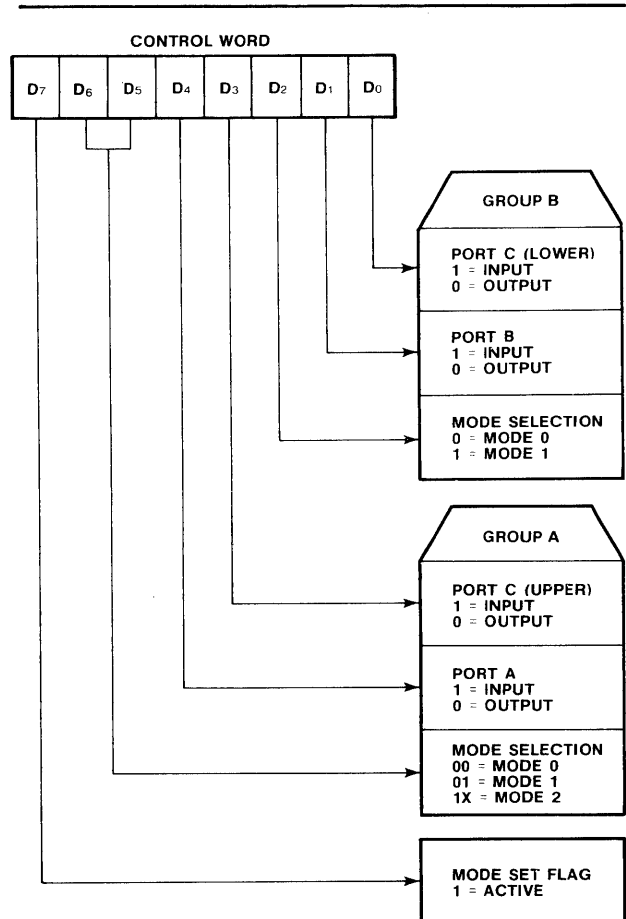 CONTROL WORD
D7 D6 D5 D4 D3 D2 D1 D0
GROUP B
PORT C (LOWER)
1 = INPUT
0 = OUTPUT
PORT B
1 = INPUT
0 = OUTPUT
MODE SELECTION
0 = MODE 0
1 = MODE 1
GROUP A
PORT C (UPPER)
1 = INPUT
0 = OUTPUT
PORT A
1 = INPUT
0 = OUTPUT
MODE SELECTION
00 = MODE 0
01 = MODE 1
1X = MODE 2
MODE SET FLAG
1 = ACTIVE